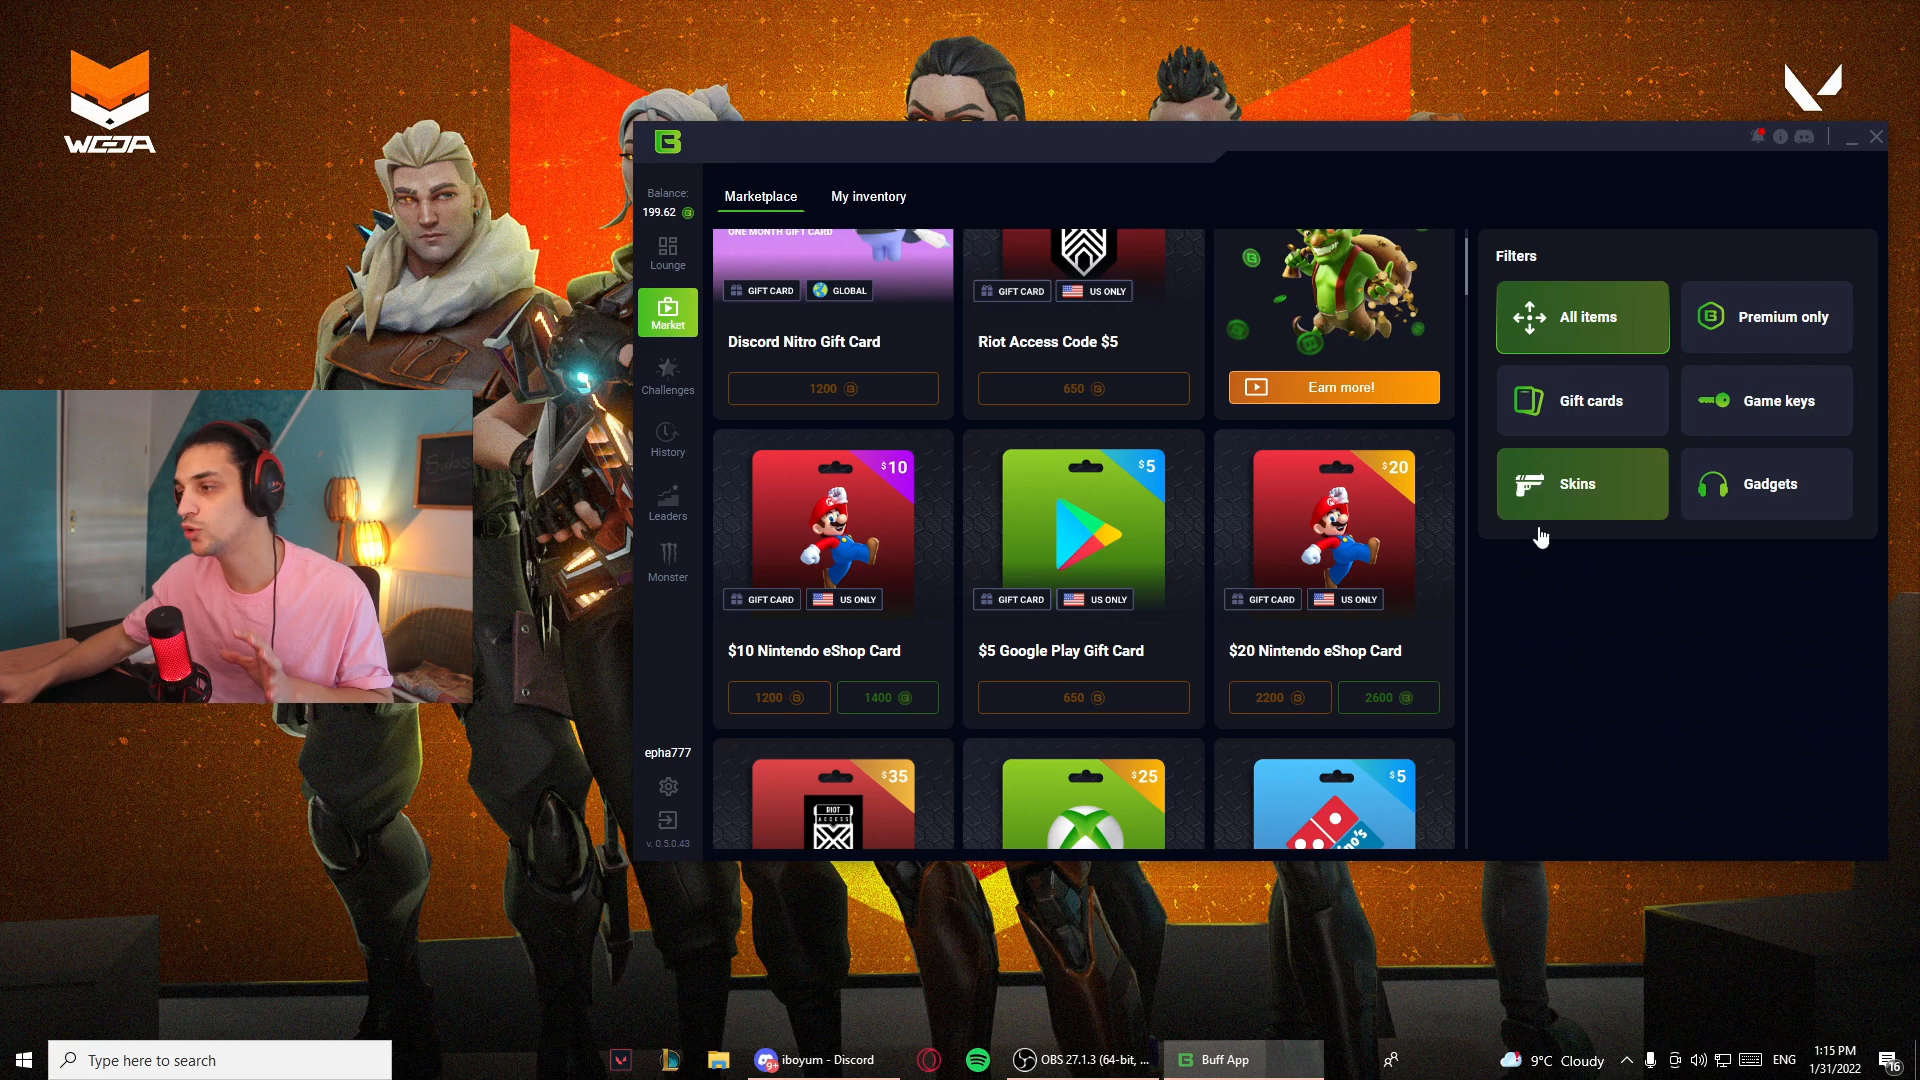 WGJA
Balance:
199.62
Lounge
Market
Challenges
History
Leaders
Monster
epha777
v. 0.5.0.43
Marketplace
My inventory
ONE MONTH GIFT CARD
GIFT CARD
GLOBAL
Discord Nitro Gift Card
1200
GIFT CARD
US ONLY
Riot Access Code $5
650
Earn more!
$10
GIFT CARD
US ONLY
$10 Nintendo eShop Card
1200
1400
$5
GIFT CARD
US ONLY
$5 Google Play Gift Card
650
$20
GIFT CARD
US ONLY
$20 Nintendo eShop Card
2200
2600
$35
RIOT
ACCESS
$25
$5
Filters
All items
Premium only
Gift cards
Game keys
Skins
Gadgets
Subs
Type here to search
9+
iboyum - Discord
OBS 27.1.3 (64-bit, ...
Buff App
9°C Cloudy
ENG
1:15 PM
1/31/2022
16